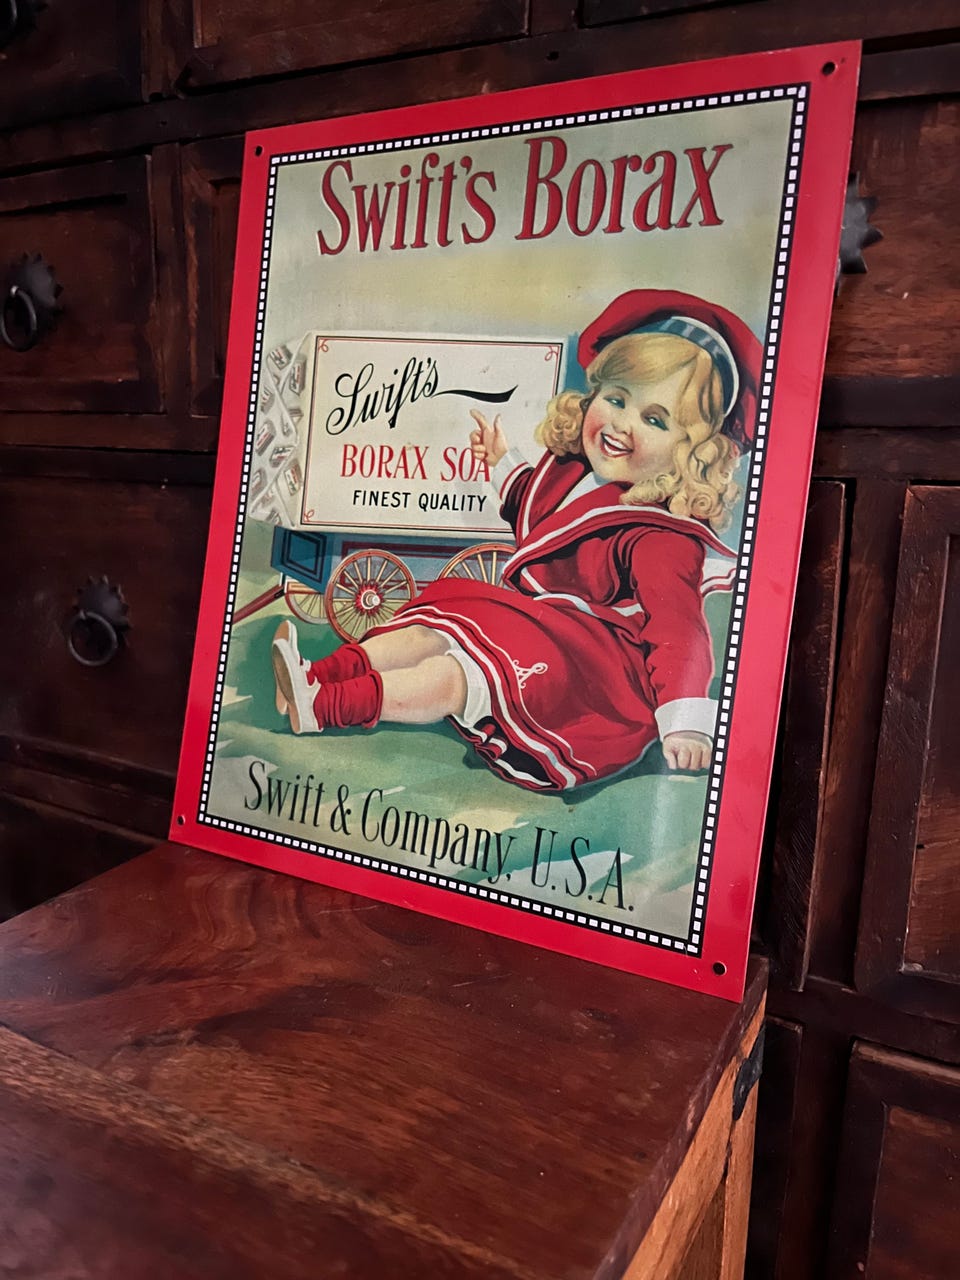 Swift's Borax
Swift's
BORAX SOA
FINEST QUALITY
Swift & Company, U.S.A.